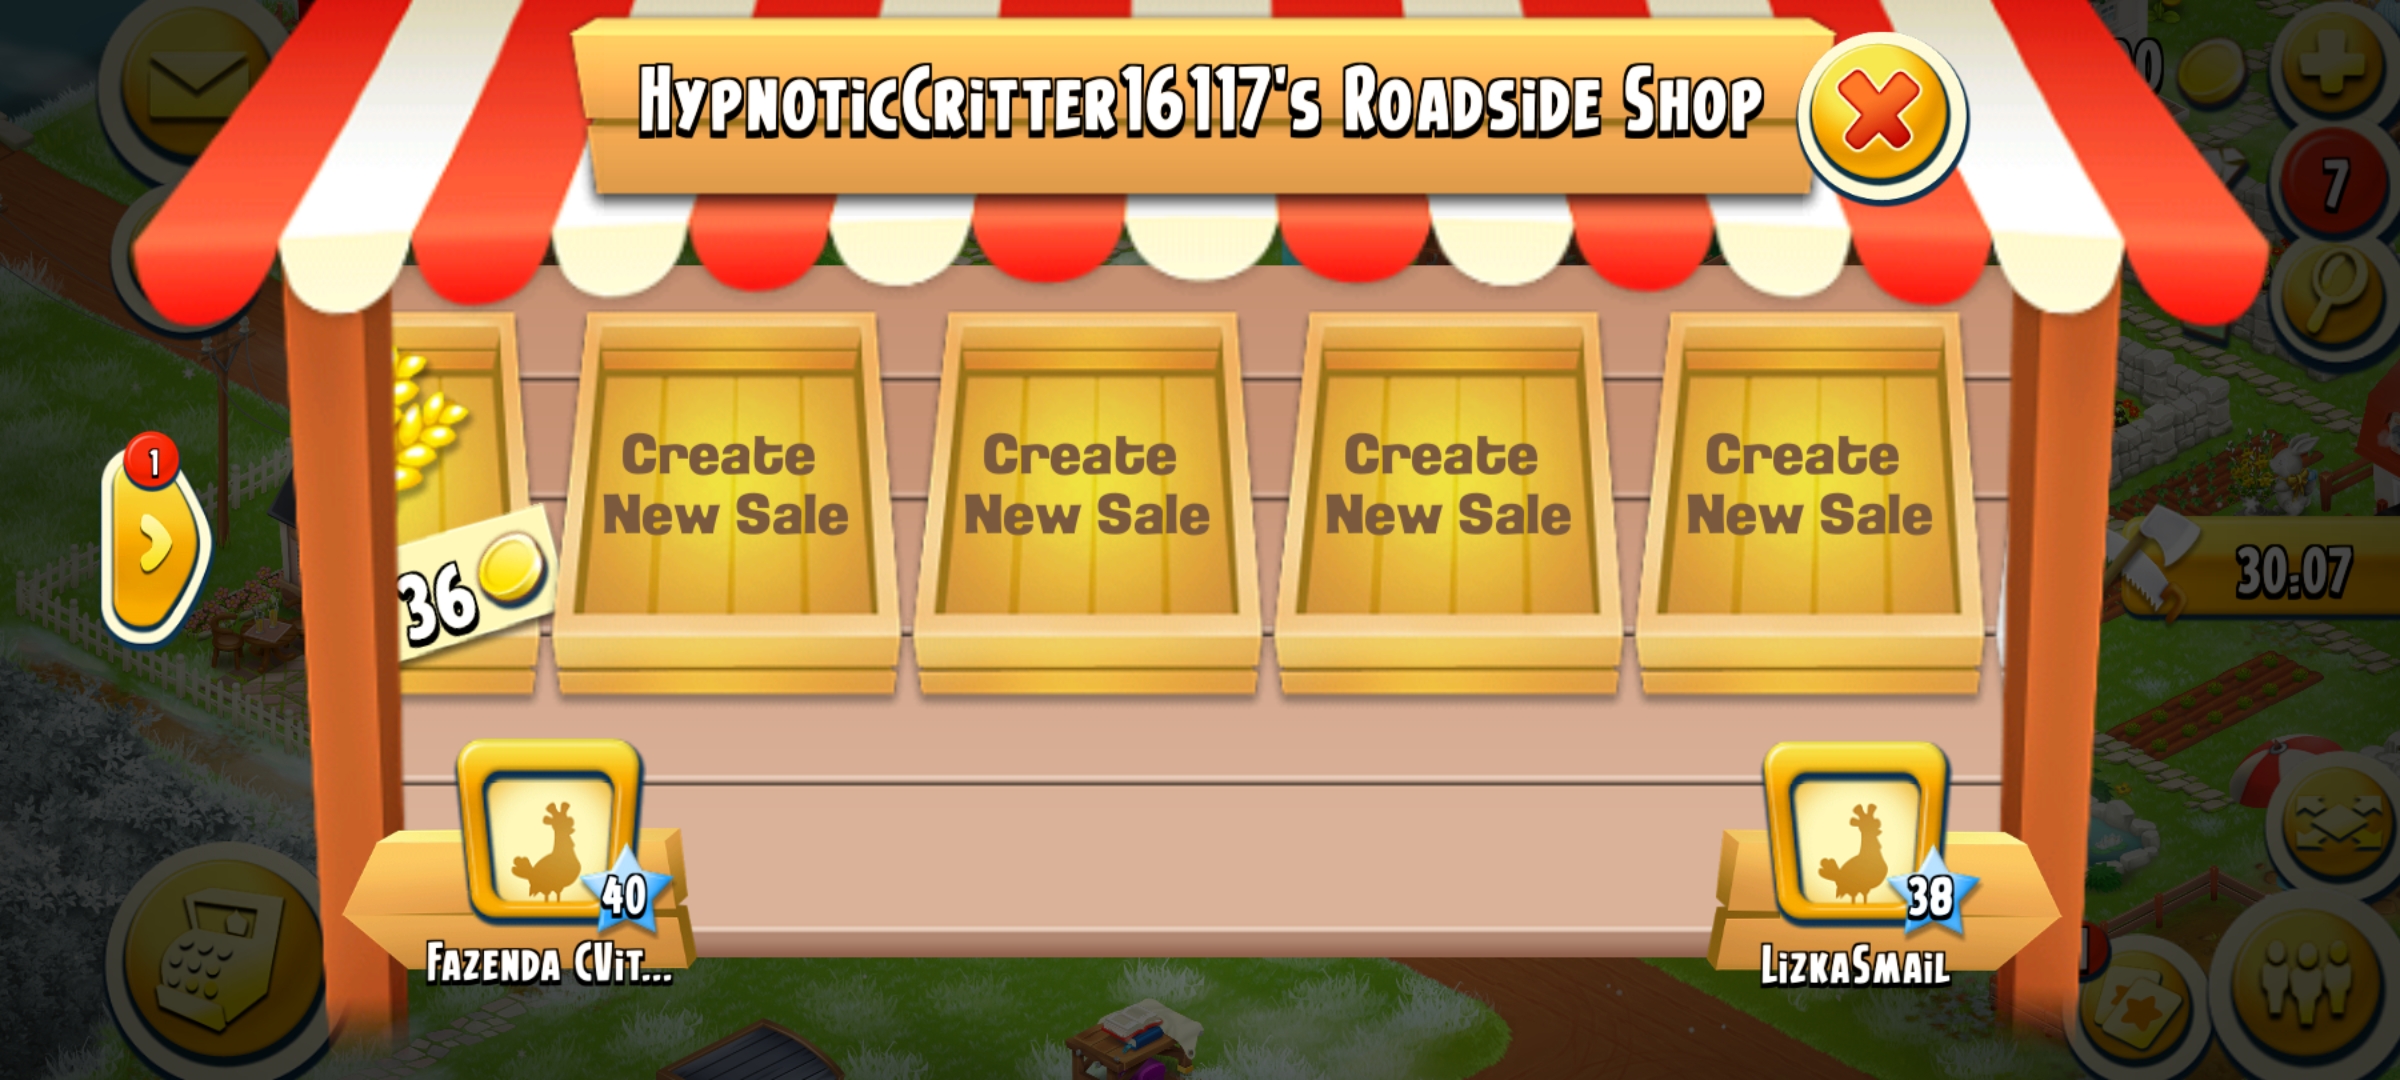 HypnoticCritter16117's Roadside Shop
7
1
Create
New Sale
Create
New Sale
Create
New Sale
Create
New Sale
36
30:07
40
Fazenda CVit...
38
LizkaSmail